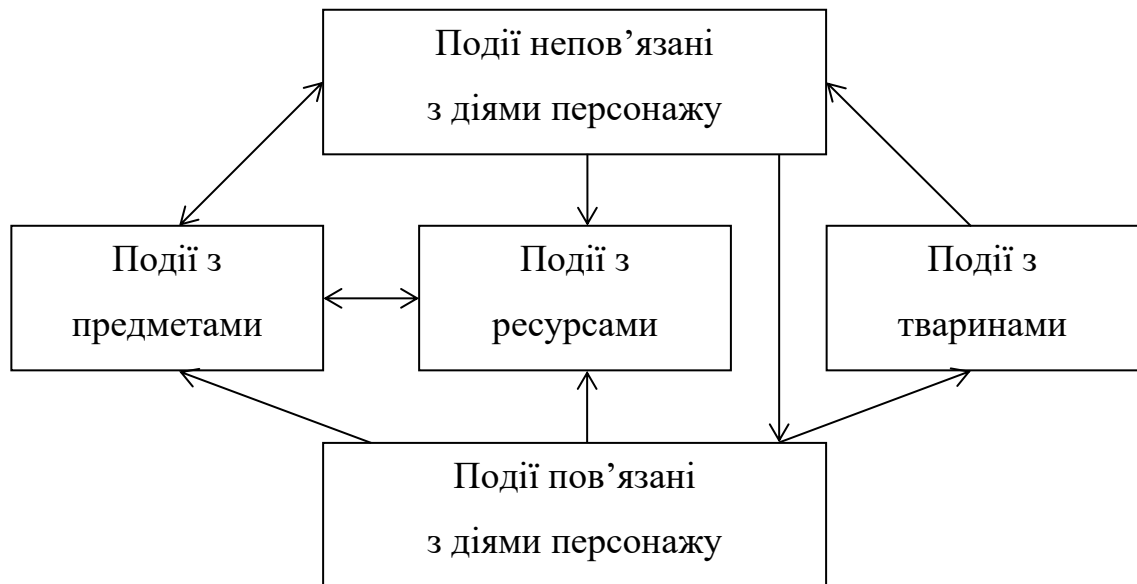 Події непов’язані
з діями персонажу
Події з
предметами
Події з
ресурсами
Події з
тваринами
Події пов’язані
з діями персонажу